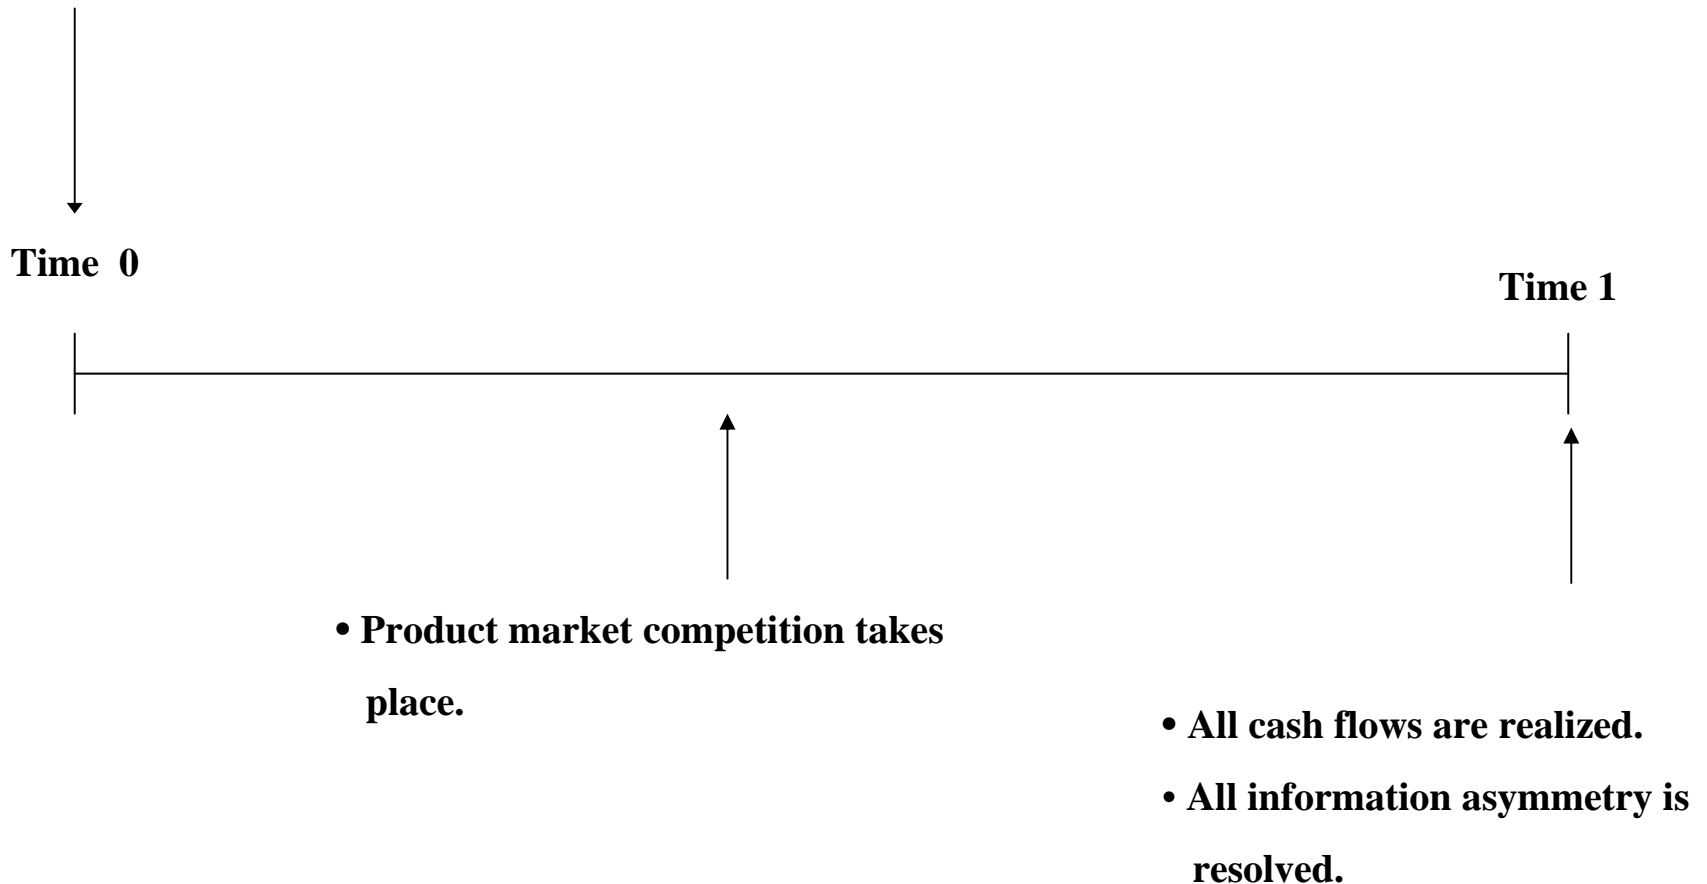 Time 0
Time 1
• Product market competition takes
place.
• All cash flows are realized.
• All information asymmetry is
resolved.